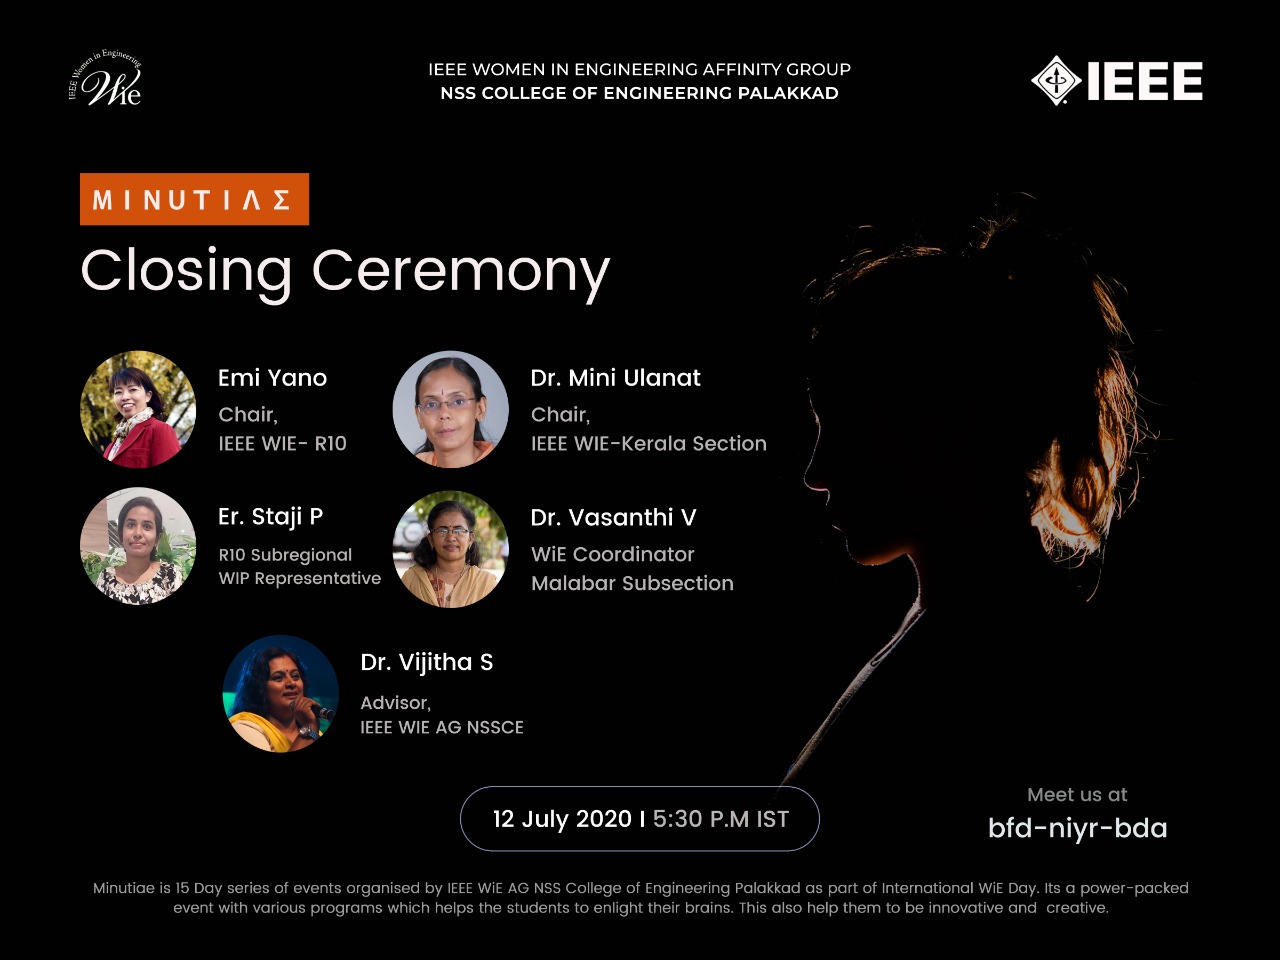 IEEE Women in Engineering
WiE
IEEE WOMEN IN ENGINEERING AFFINITY GROUP
NSS COLLEGE OF ENGINEERING PALAKKAD
IEEE
MINUTIΛΣ
Closing Ceremony
Emi Yano
Chair,
IEEE WIE- R10
Dr. Mini Ulanat
Chair,
IEEE WIE-Kerala Section
Er. Staji P
R10 Subregional
WIP Representative
Dr. Vasanthi V
WiE Coordinator
Malabar Subsection
Dr. Vijitha S
Advisor,
IEEE WIE AG NSSCE
12 July 2020 I 5:30 P.M IST
Meet us at
bfd-niyr-bda
Minutiae is 15 Day series of events organised by IEEE WiE AG NSS College of Engineering Palakkad as part of International WiE Day. Its a power-packed
event with various programs which helps the students to enlight their brains. This also help them to be innovative and  creative.